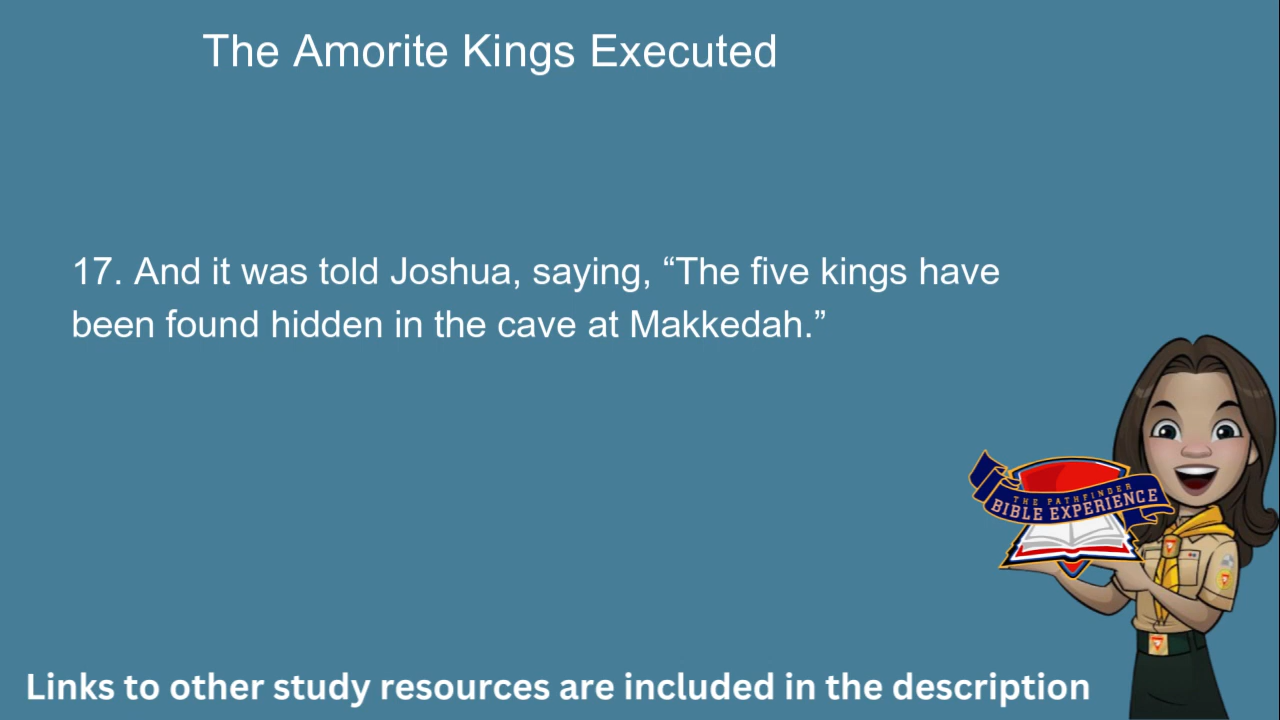 The Amorite Kings Executed
17. And it was told Joshua, saying, “The five kings have
been found hidden in the cave at Makkedah.”
THE PATHFINDER
BIBLE EXPERIENCE
Links to other study resources are included in the description